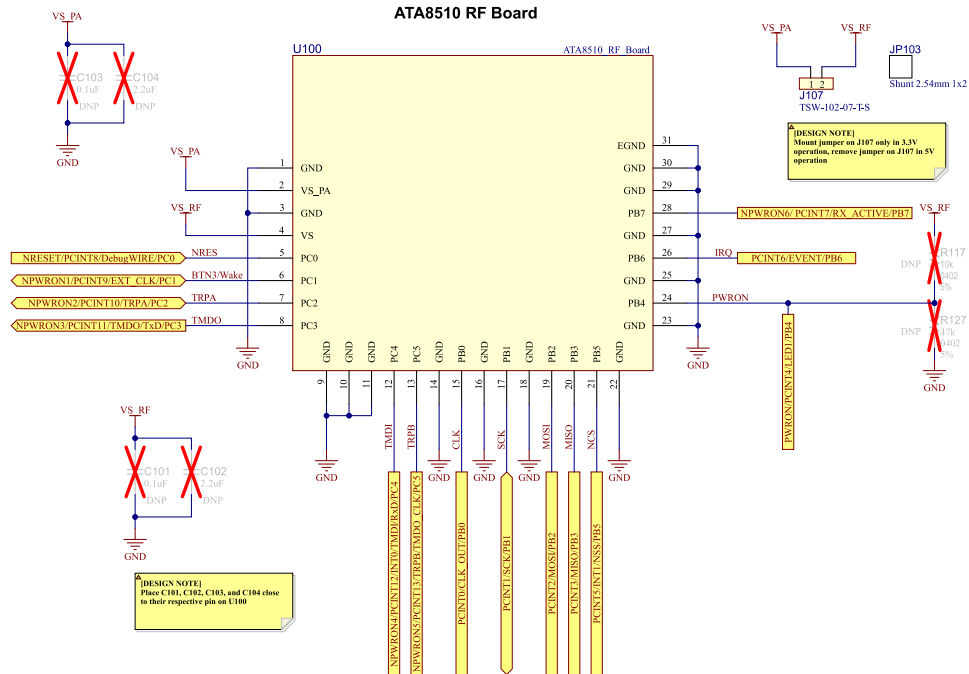 ATA8510 RF Board
VS_PA
C103
0.1uF
DNP
C104
2.2uF
GND
U100
ATA8510_RF_Board
VS_PA
VS_RF
J107
1 2
TSW-102-07-T-S
JP103
Shunt 2.54mm 1x2
[DESIGN NOTE]
Mount jumper on J107 only in 3.3V
operation, remove jumper on J107 in 5V
operation
VS_PA
VS_RF
1 GND
2 VS_PA
3 GND
4 VS
NRESET/PCINT8/DebugWIRE/PC0 NRES 5 PC0
NPWRON1/PCINT9/EXT_CLK/PC1 BTN3/Wake 6 PC1
NPWRON2/PCINT10/TRPA/PC2 TRPA 7 PC2
NPWRON3/PCINT11/TMDO/TxD/PC3 TMDO 8 PC3
GND
EGND 31
GND 30
GND 29
PB7 28 NPWRON6/ PCINT7/RX_ACTIVE/PB7
GND 27
PB6 26 IRQ PCINT6/EVENT/PB6
GND 25
PB4 24 PWRON
GND 23
GND
PWRON/PCINT4/LED1/PB4
VS_RF
R117
10k
0402
5%
DNP
R127
47k
0402
5%
DNP
GND
GND 9
GND 10
GND 11
PC4 12 TMDI NPWRON4/PCINT12/INT0/TMDI/RxD/PC4
PC5 13 TRPB NPWRON5/PCINT13/TRPB/TMDO_CLK/PC5
GND 14
PB0 15 CLK PCINT0/CLK_OUT/PB0
GND 16
PB1 17 SCK PCINT1/SCK/PB1
GND 18
PB2 19 MOSI PCINT2/MOSI/PB2
PB3 20 MISO PCINT3/MISO/PB3
PB5 21 NCS PCINT5/INT1/NSS/PB5
GND 22
GND
GND
GND
GND
GND
VS_RF
C101
0.1uF
DNP
C102
2.2uF
DNP
GND
[DESIGN NOTE]
Place C101, C102, C103, and C104 close
to their respective pin on U100